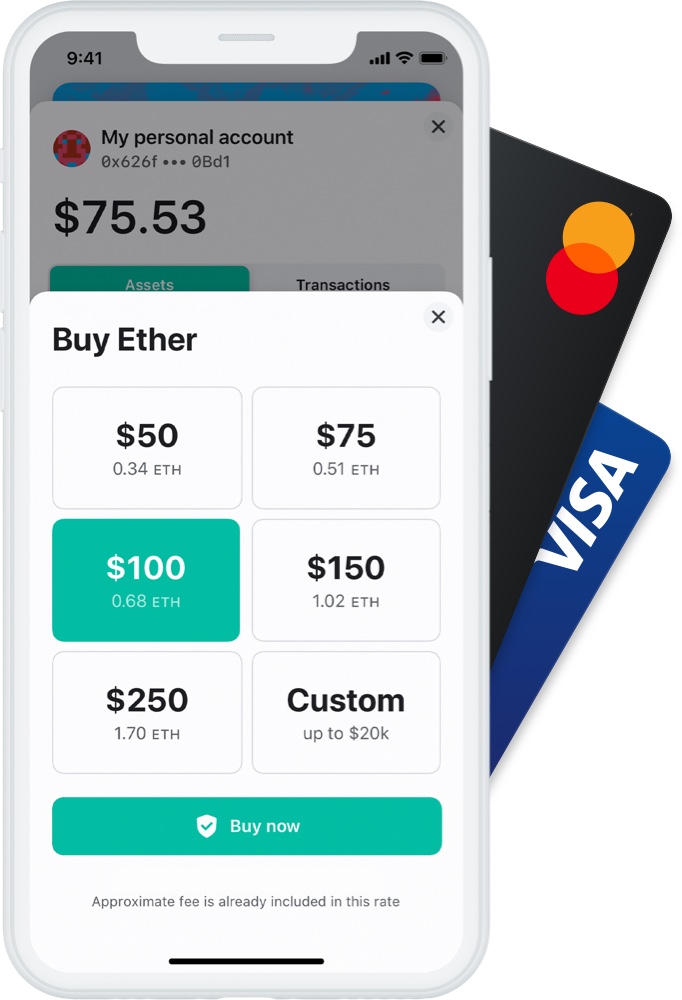 9:41
My personal account
0x626f ••• 0Bd1
$75.53
Assets
Transactions
Buy Ether
$50
0.34 ETH
$75
0.51 ETH
$100
0.68 ETH
$150
1.02 ETH
$250
1.70 ETH
Custom
up to $20k
Buy now
Approximate fee is already included in this rate
VISA